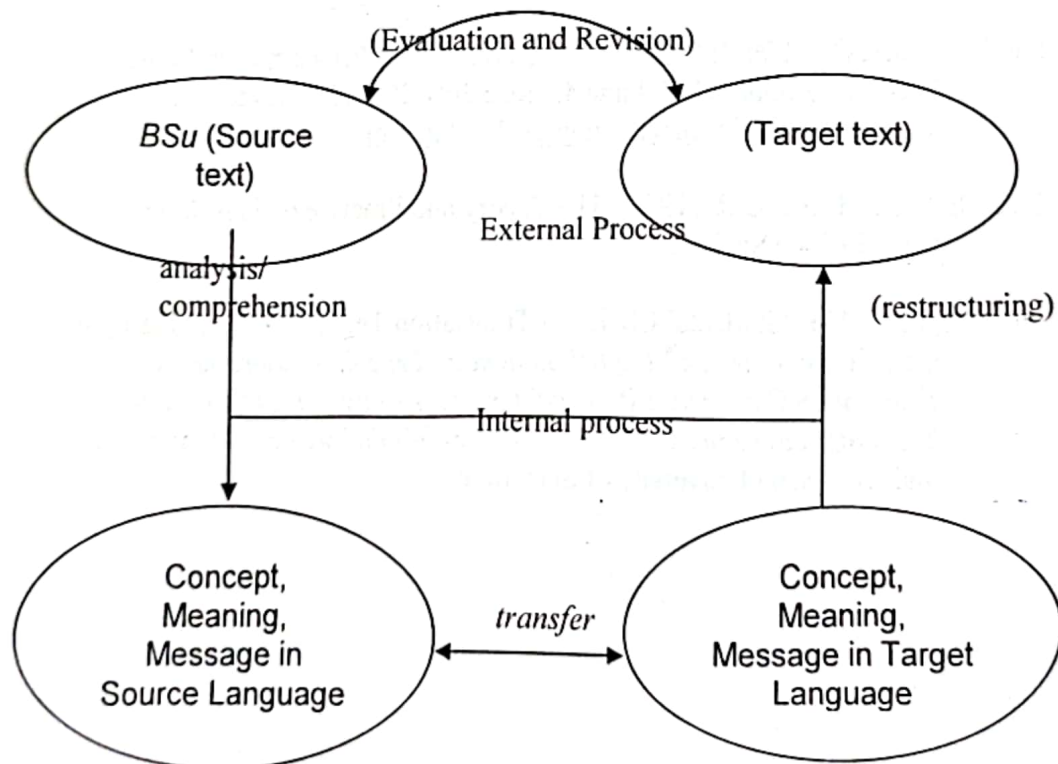 (Evaluation and Revision)
BSu (Source
text)
(Target text)
External Process
analysis/
comprehension
(restructuring)
Internal process
Concept,
Meaning,
Message in
Source Language
transfer
Concept,
Meaning,
Message in Target
Language